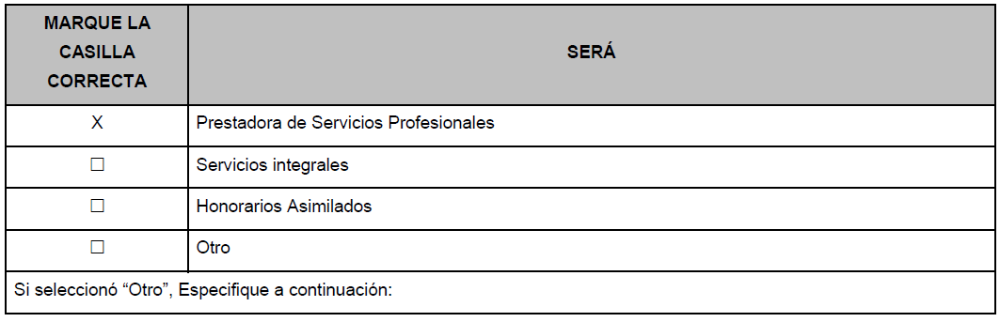 MARQUE LA
CASILLA
CORRECTA
SERÁ
X Prestadora de Servicios Profesionales
☐ Servicios integrales
☐ Honorarios Asimilados
☐ Otro
Si seleccionó “Otro”, Especifique a continuación: